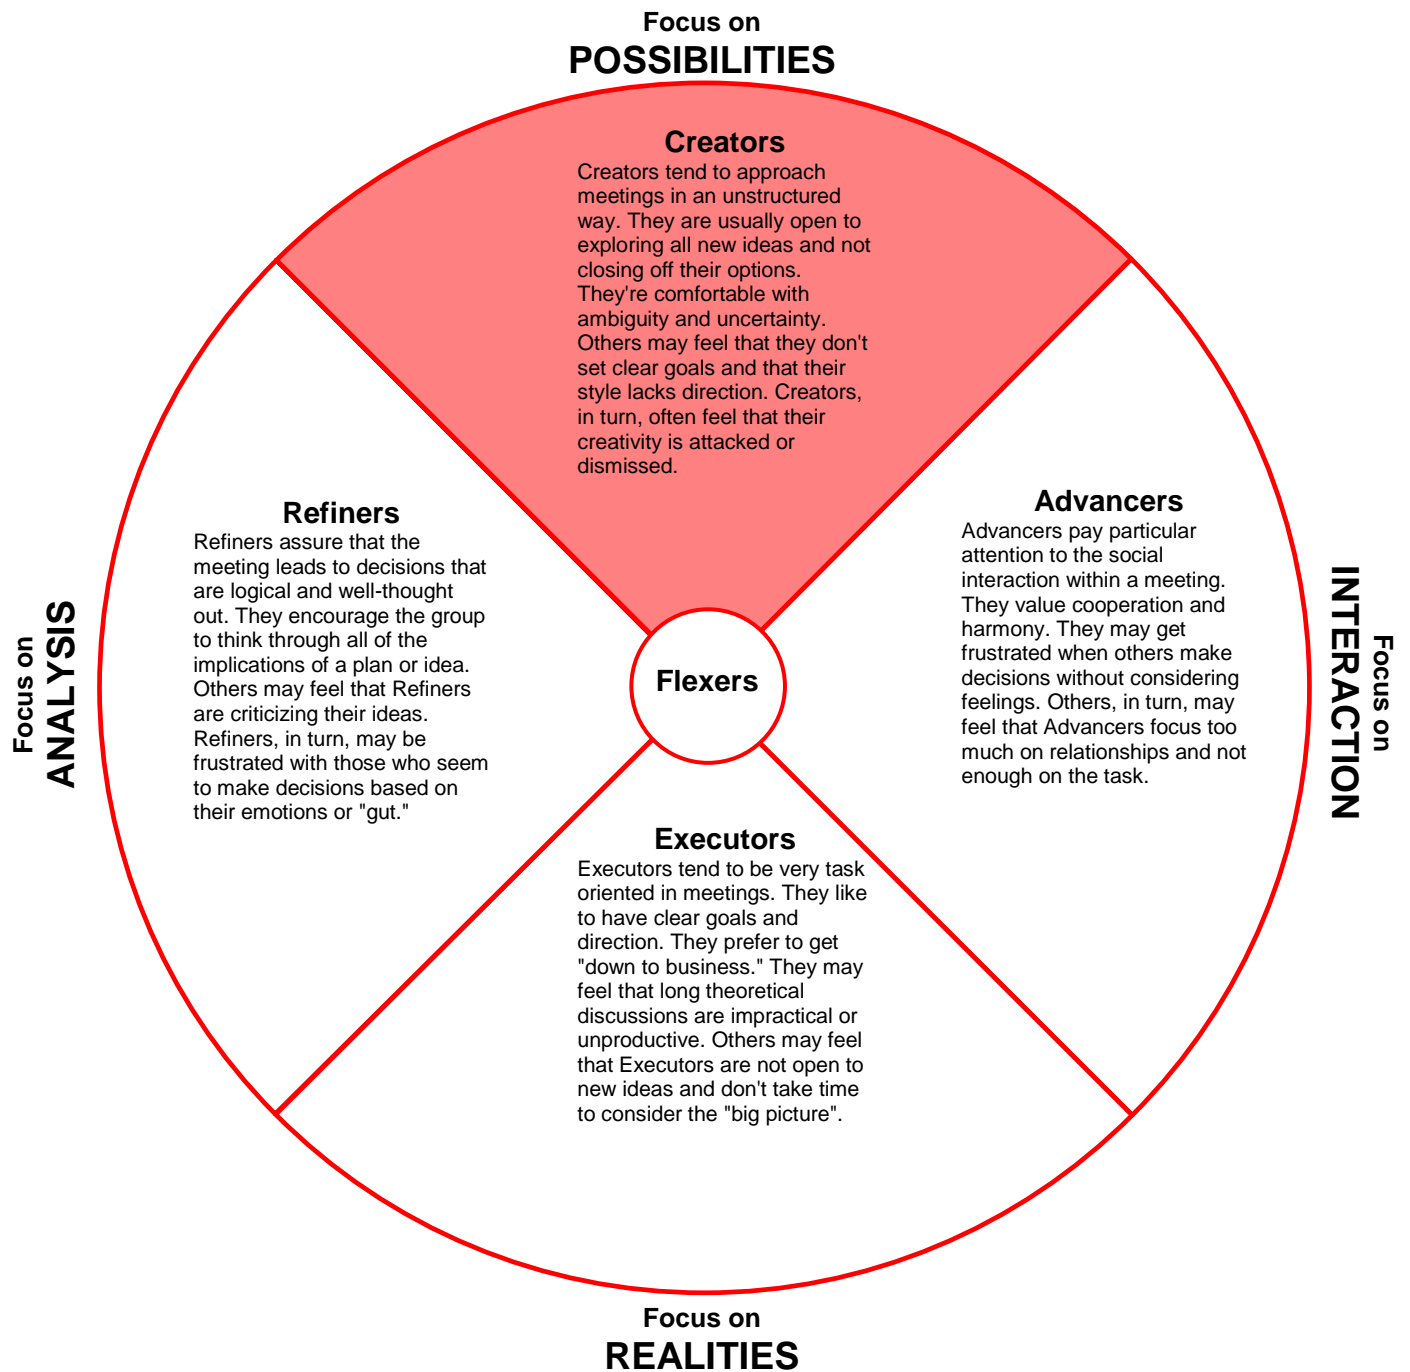 Focus on
POSSIBILITIES
Creators
Creators tend to approach
meetings in an unstructured
way. They are usually open to
exploring all new ideas and not
closing off their options.
They're comfortable with
ambiguity and uncertainty.
Others may feel that they don't
set clear goals and that their
style lacks direction. Creators,
in turn, often feel that their
creativity is attacked or
dismissed.
Focus on
ANALYSIS
Refiners
Refiners assure that the
meeting leads to decisions that
are logical and well-thought
out. They encourage the group
to think through all of the
implications of a plan or idea.
Others may feel that Refiners
are criticizing their ideas.
Refiners, in turn, may be
frustrated with those who seem
to make decisions based on
their emotions or "gut."
Flexers
Advancers
Advancers pay particular
attention to the social
interaction within a meeting.
They value cooperation and
harmony. They may get
frustrated when others make
decisions without considering
feelings. Others, in turn, may
feel that Advancers focus too
much on relationships and not
enough on the task.
Focus on
INTERACTION
Executors
Executors tend to be very task
oriented in meetings. They like
to have clear goals and
direction. They prefer to get
"down to business." They may
feel that long theoretical
discussions are impractical or
unproductive. Others may feel
that Executors are not open to
new ideas and don't take time
to consider the "big picture".
Focus on
REALITIES